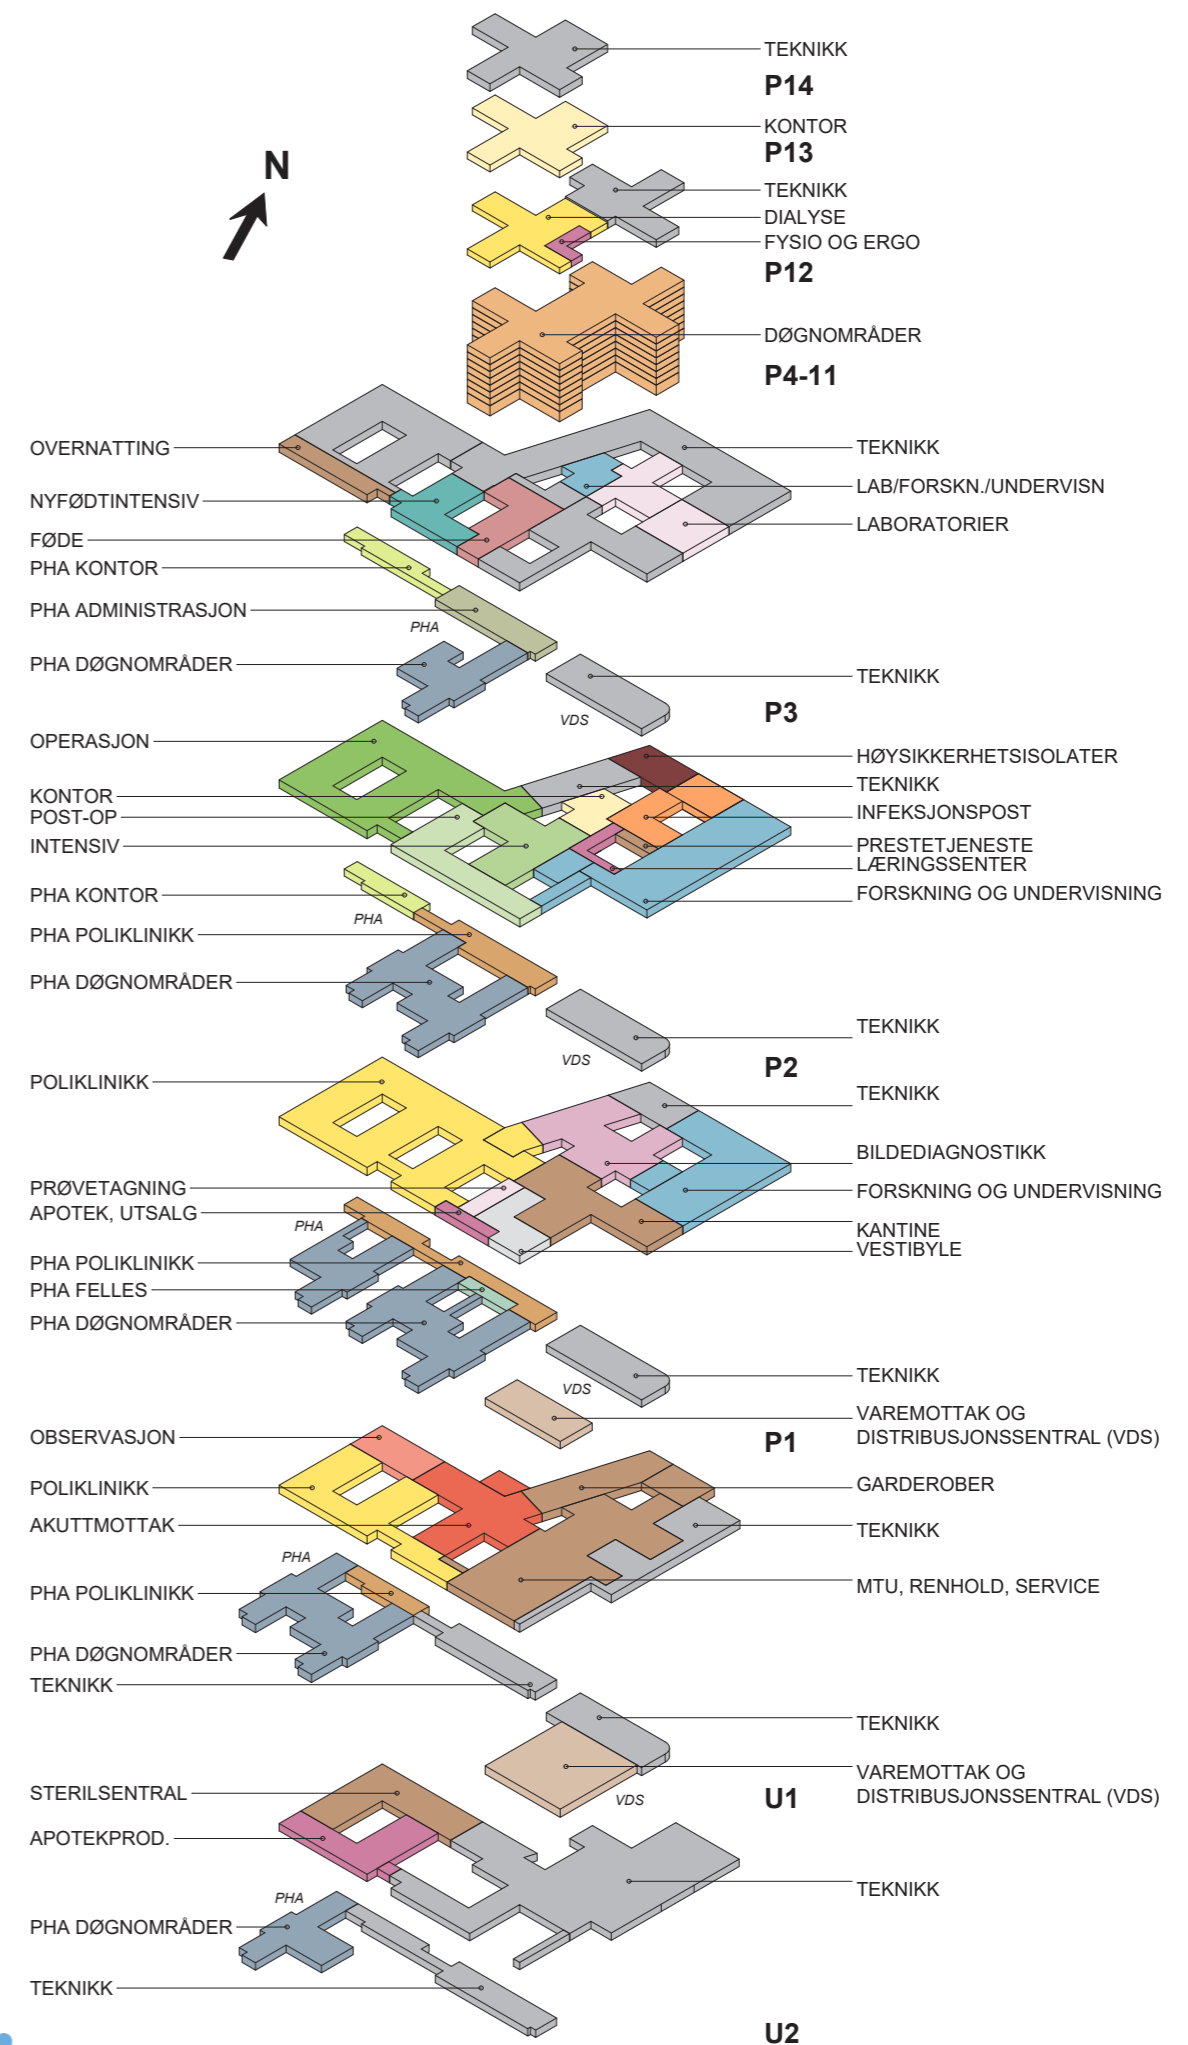 TEKNIKK
P14
KONTOR
P13
N
TEKNIKK
DIALYSE
FYSIO OG ERGO
P12
DØGNOMRÅDER
P4-11
OVERNATTING
TEKNIKK
NYFØDTINTENSIV
LAB/FORSKN./UNDERVISN
FØDE
LABORATORIER
PHA KONTOR
PHA ADMINISTRASJON
PHA
PHA DØGNOMRÅDER
TEKNIKK
VDS
P3
OPERASJON
HØYSIKKERHETSISOLATER
TEKNIKK
KONTOR
POST-OP
INFEKSJONSPOST
INTENSIV
PRESTETJENESTE
LÆRINGSSENTER
PHA KONTOR
FORSKNING OG UNDERVISNING
PHA
PHA POLIKLINIKK
PHA DØGNOMRÅDER
TEKNIKK
VDS
P2
POLIKLINIKK
TEKNIKK
BILDEDIAGNOSTIKK
PRØVETAGNING
FORSKNING OG UNDERVISNING
APOTEK, UTSALG
PHA
KANTINE
VESTIBYLE
PHA POLIKLINIKK
PHA FELLES
PHA DØGNOMRÅDER
TEKNIKK
VDS
VAREMOTTAK OG
DISTRIBUSJONSSENTRAL (VDS)
P1
OBSERVASJON
POLIKLINIKK
GARDEROBER
AKUTTMOTTAK
TEKNIKK
PHA
PHA POLIKLINIKK
MTU, RENHOLD, SERVICE
PHA DØGNOMRÅDER
TEKNIKK
TEKNIKK
VAREMOTTAK OG
DISTRIBUSJONSSENTRAL (VDS)
VDS
U1
STERILSENTRAL
APOTEKPROD.
TEKNIKK
PHA
PHA DØGNOMRÅDER
TEKNIKK
U2